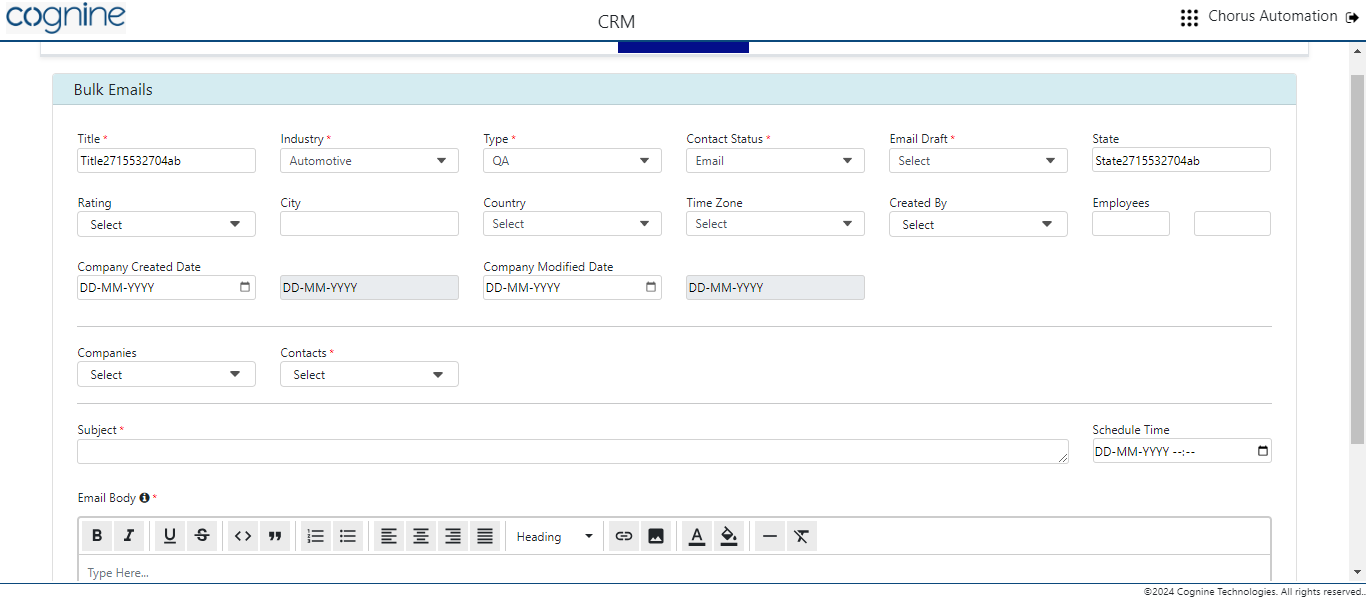 cognine
CRM
Chorus Automation
Bulk Emails
Title * Industry * Type * Contact Status * Email Draft * State
Title2715532704ab Automotive QA Email Select State2715532704ab
Rating City Country Time Zone Created By Employees
Select Select Select Select
Company Created Date Company Modified Date
DD-MM-YYYY DD-MM-YYYY DD-MM-YYYY DD-MM-YYYY
Companies Contacts *
Select Select
Subject * Schedule Time
DD-MM-YYYY --:--
Email Body *
B I U S Heading A
Type Here...
©2024 Cognine Technologies. All rights reserved.